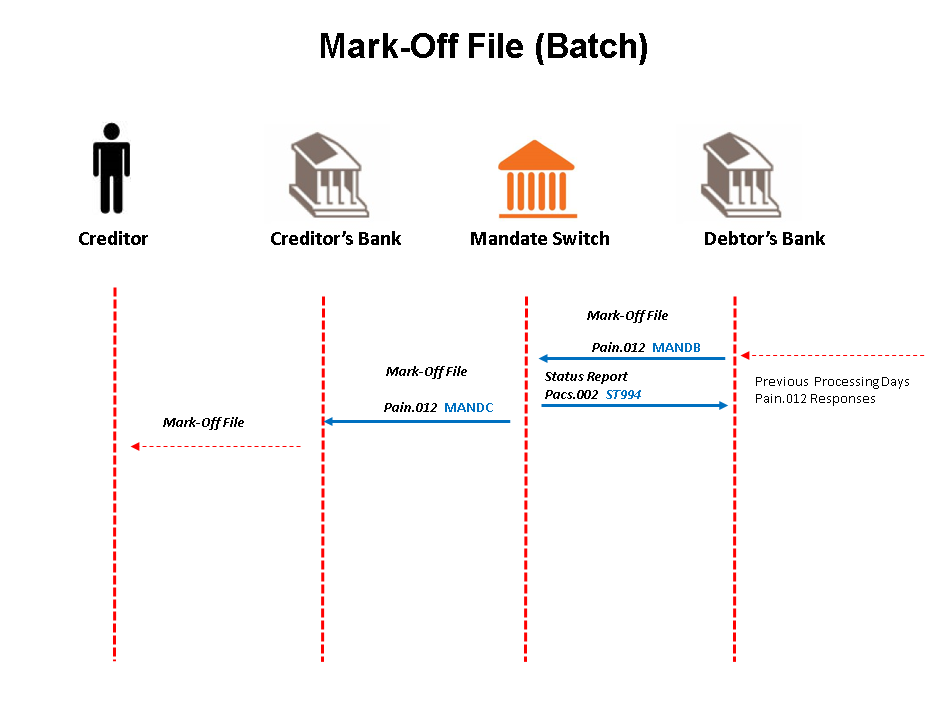 Mark-Off File (Batch)
Creditor
Creditor's Bank
Mandate Switch
Debtor's Bank
Mark-Off File
Pain.012 MANDB
Status Report
Pacs.002 ST994
Previous Processing Days
Pain.012 Responses
Mark-Off File
Pain.012 MANDC
Mark-Off File